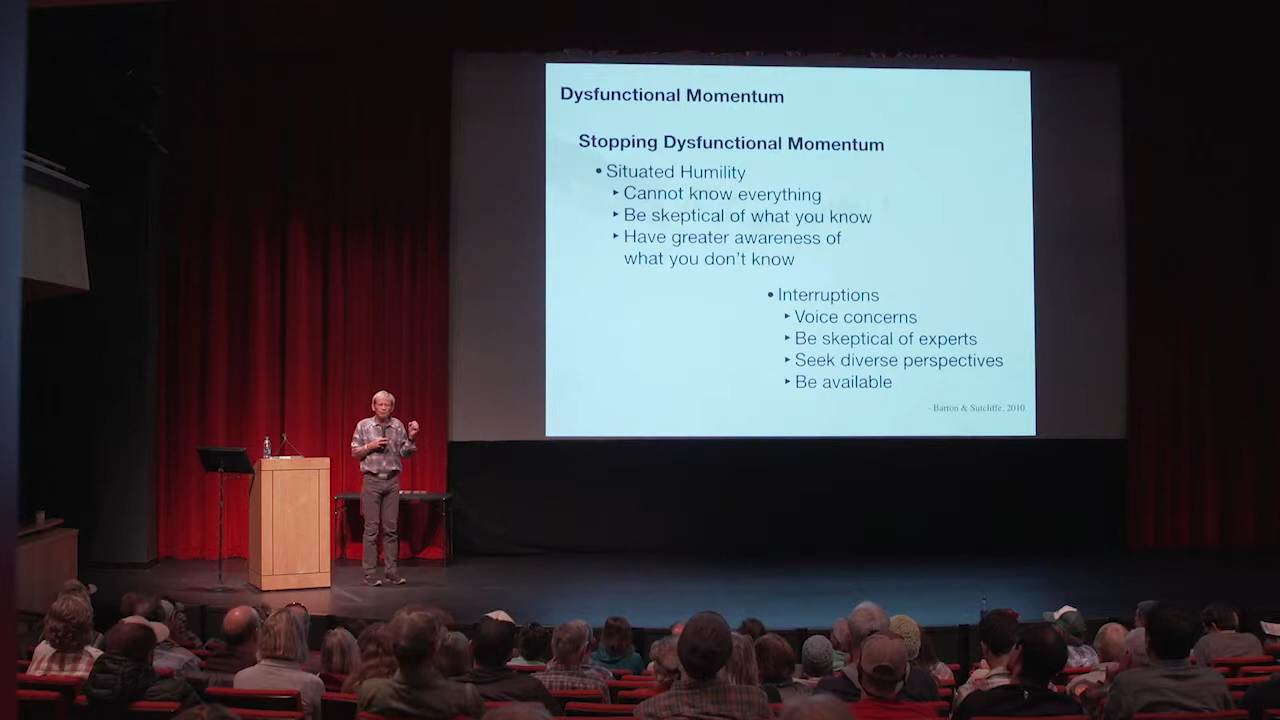 Dysfunctional Momentum
Stopping Dysfunctional Momentum
• Situated Humility
‣ Cannot know everything
‣ Be skeptical of what you know
‣ Have greater awareness of
what you don't know
• Interruptions
‣ Voice concerns
‣ Be skeptical of experts
‣ Seek diverse perspectives
‣ Be available
- Barton & Sutcliffe, 2010